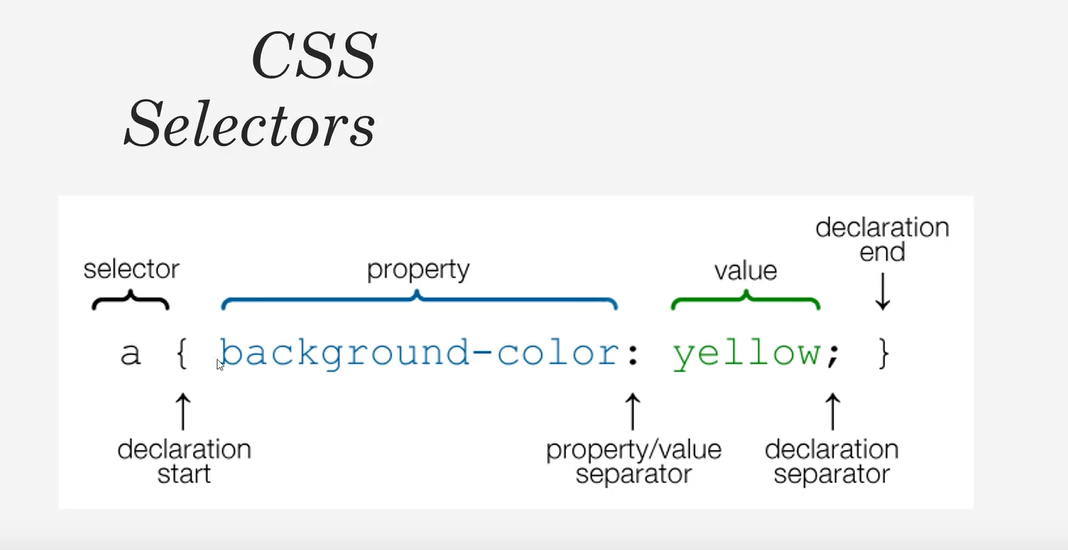 CSS
Selectors
declaration
end
selector
property
value
a { background-color: yellow; }
declaration
start
property/value
separator
declaration
separator